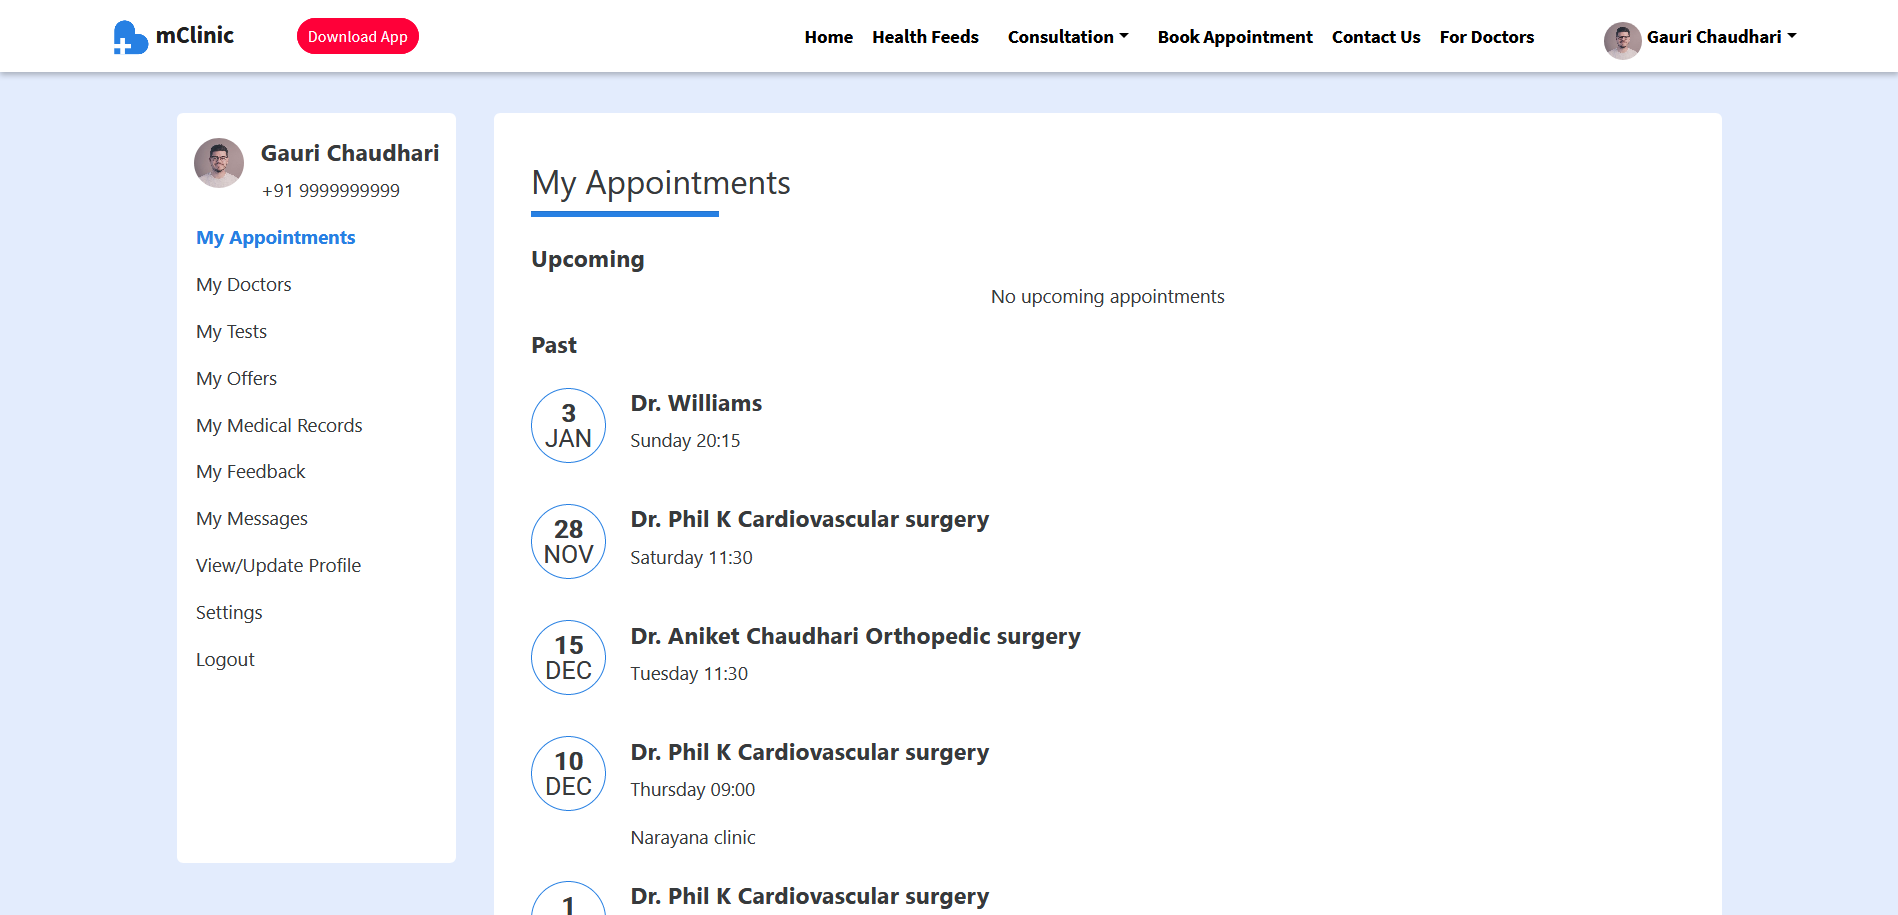 mClinic
Download App
Home
Health Feeds
Consultation
Book Appointment
Contact Us
For Doctors
Gauri Chaudhari
Gauri Chaudhari
+91 9999999999
My Appointments
My Doctors
My Tests
My Offers
My Medical Records
My Feedback
My Messages
View/Update Profile
Settings
Logout
My Appointments
Upcoming
No upcoming appointments
Past
3
JAN
Dr. Williams
Sunday 20:15
28
NOV
Dr. Phil K Cardiovascular surgery
Saturday 11:30
15
DEC
Dr. Aniket Chaudhari Orthopedic surgery
Tuesday 11:30
10
DEC
Dr. Phil K Cardiovascular surgery
Thursday 09:00
Narayana clinic
1
Dr. Phil K Cardiovascular surgery